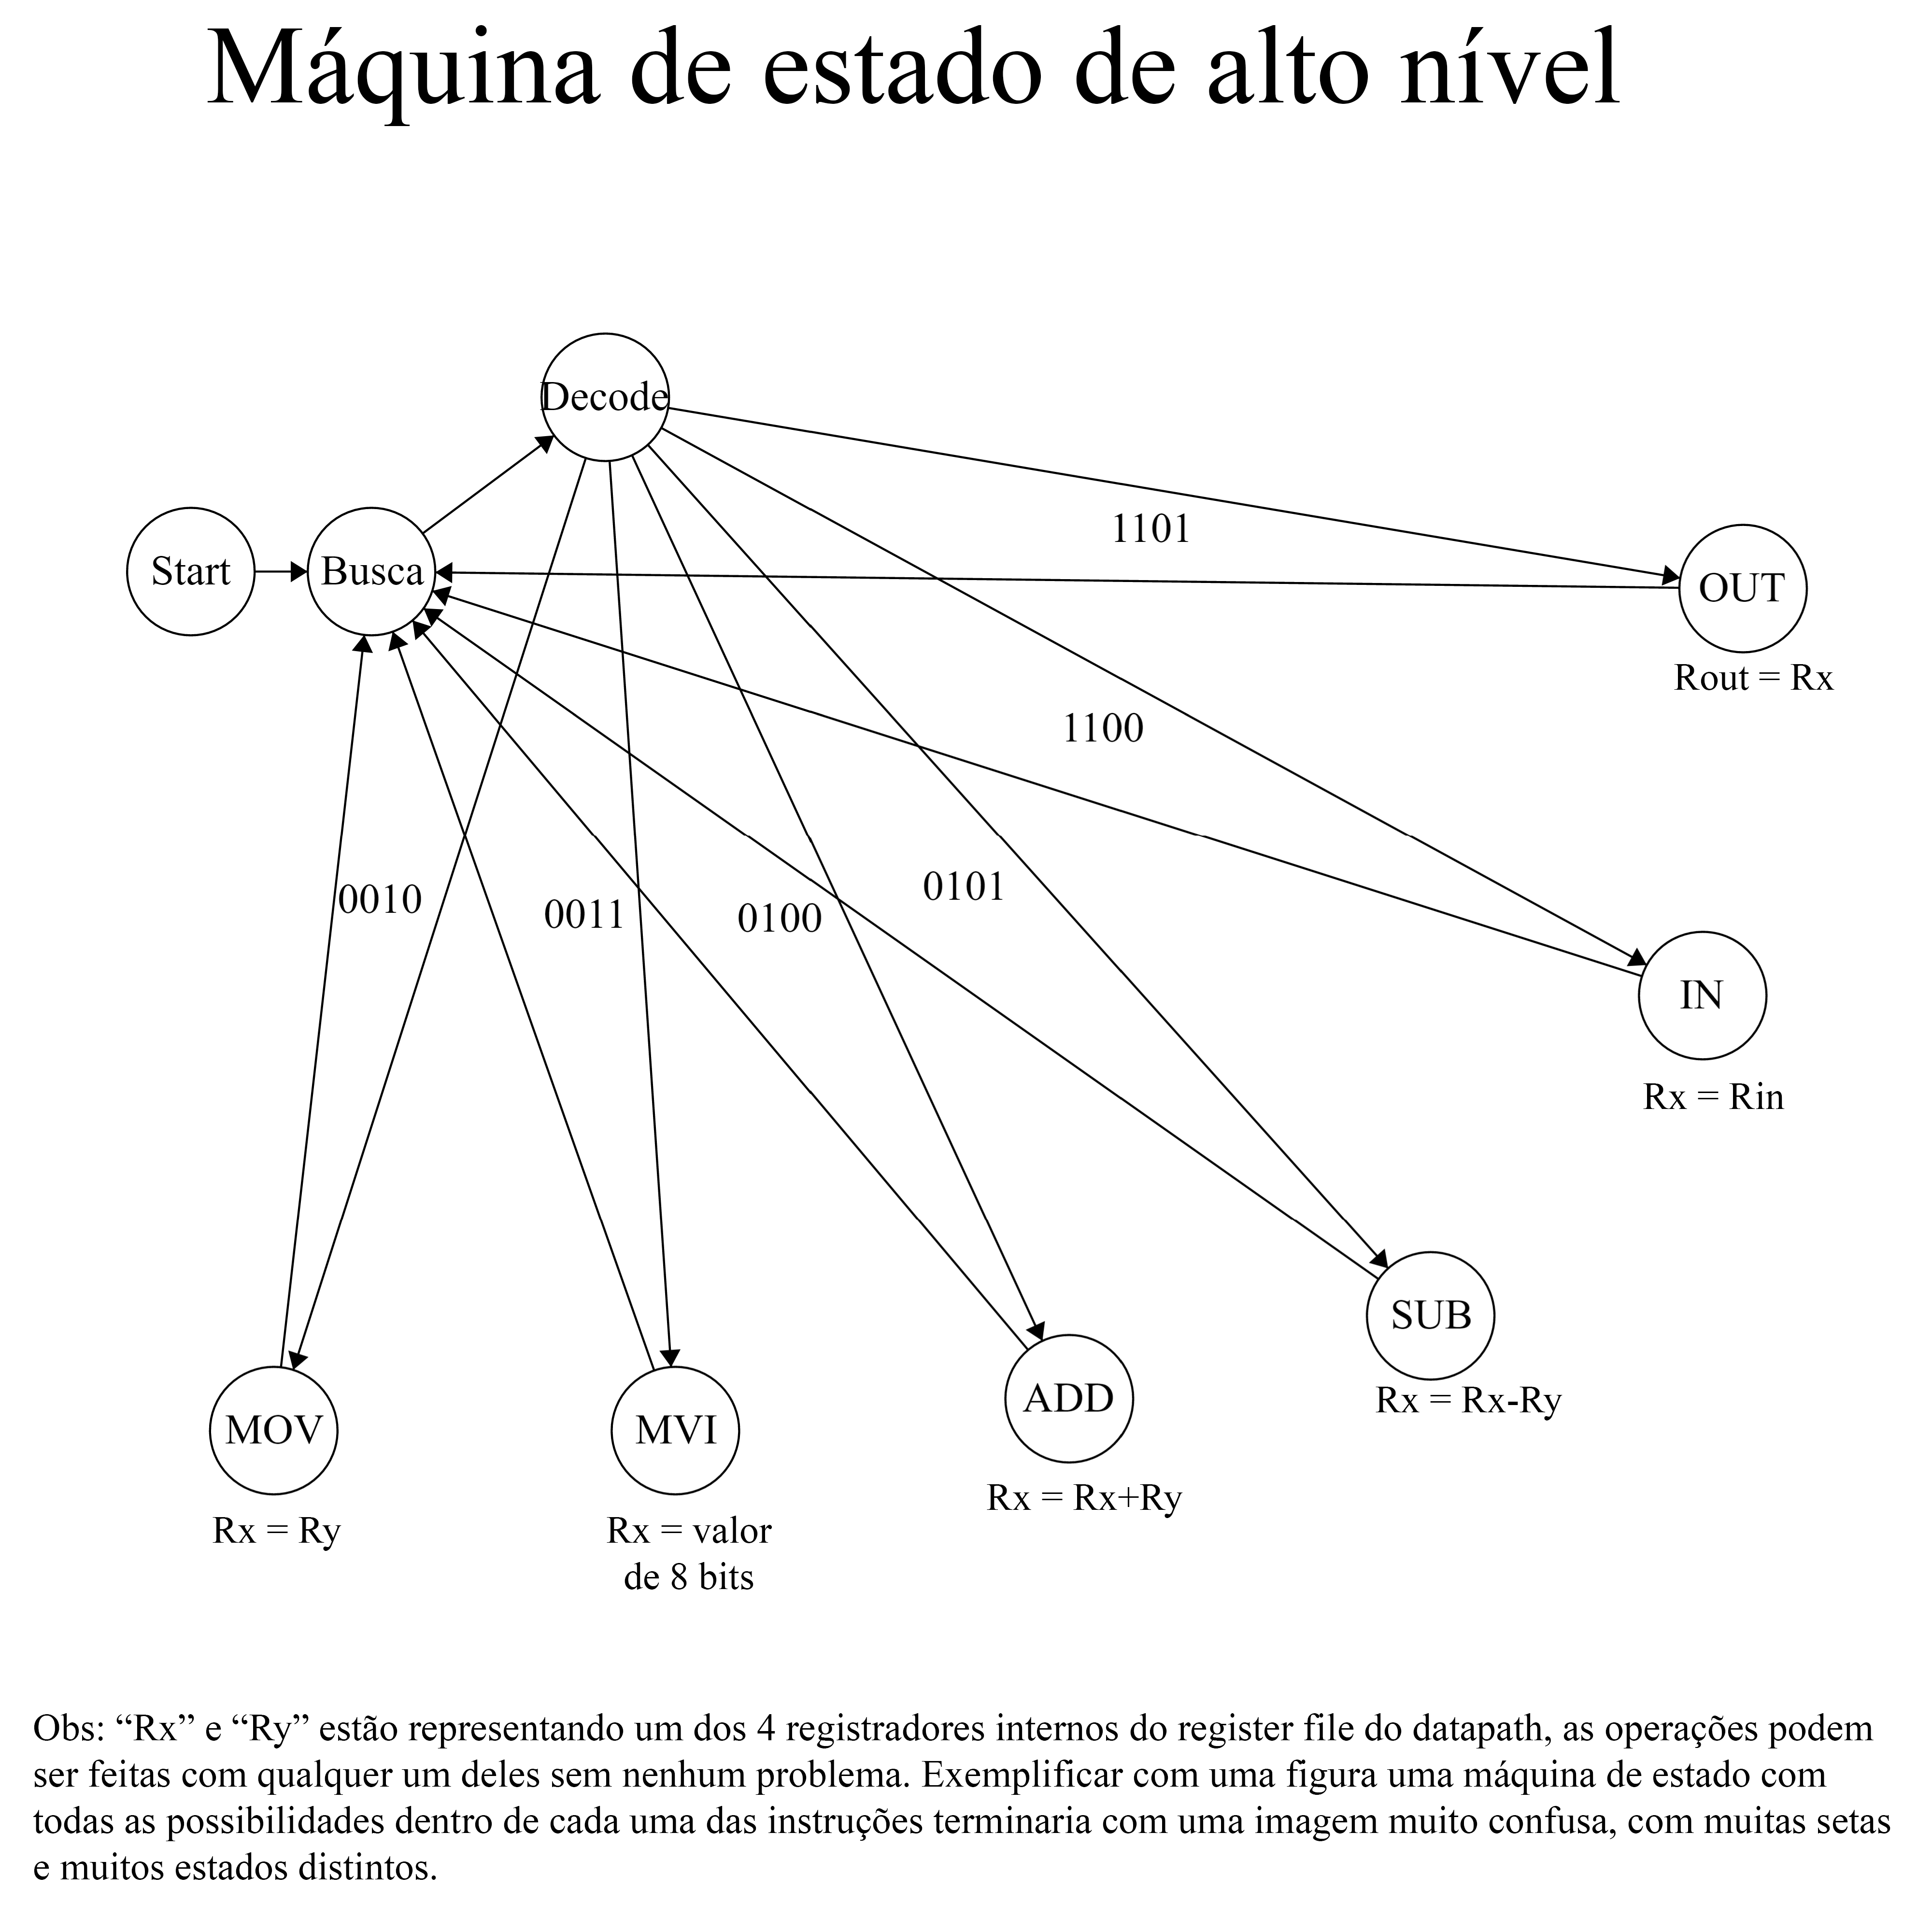 Máquina de estado de alto nível
Decode
Start
Busca
1101
OUT
Rout = Rx
1100
0101
0010
0011
0100
IN
Rx = Rin
SUB
Rx = Rx-Ry
ADD
Rx = Rx+Ry
MOV
Rx = Ry
MVI
Rx = valor
de 8 bits
Obs: “Rx” e “Ry” estão representando um dos 4 registradores internos do register file do datapath, as operações podem
ser feitas com qualquer um deles sem nenhum problema. Exemplificar com uma figura uma máquina de estado com
todas as possibilidades dentro de cada uma das instruções terminaria com uma imagem muito confusa, com muitas setas
e muitos estados distintos.